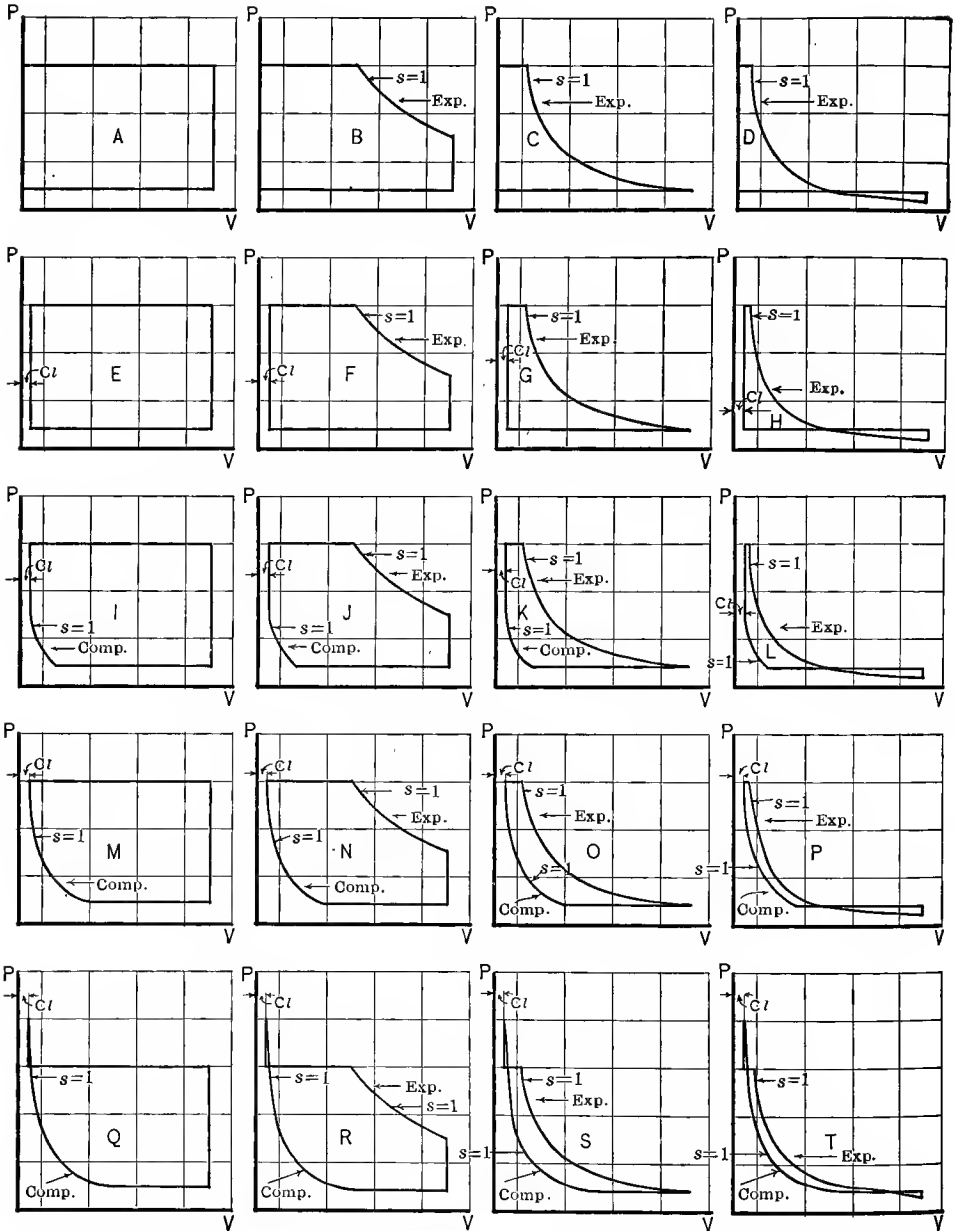 P
A
V
P
s=1
Exp.
B
V
P
s=1
Exp.
C
V
P
s=1
Exp.
D
V
P
Cl
E
V
P
s=1
Exp.
Cl
F
V
P
s=1
Exp.
Cl
G
V
P
s=1
Exp.
Cl
H
V
P
Cl
I
s=1
Comp.
V
P
Cl
s=1
Exp.
J
s=1
Comp.
V
P
s=1
Exp.
Cl
K
s=1
Comp.
V
P
s=1
Cl
Exp.
L
s=1
V
P
Cl
s=1
M
Comp.
V
P
Cl
s=1
Exp.
s=1
N
Comp.
V
P
Cl
s=1
Exp.
O
s=1
Comp.
V
P
Cl
s=1
Exp.
P
s=1
Comp.
V
P
Cl
s=1
Q
Comp.
V
P
Cl
s=1
Exp.
s=1
R
Comp.
V
P
Cl
s=1
Exp.
S
s=1
Comp.
V
P
Cl
s=1
T
Exp.
s=1
Comp.
V